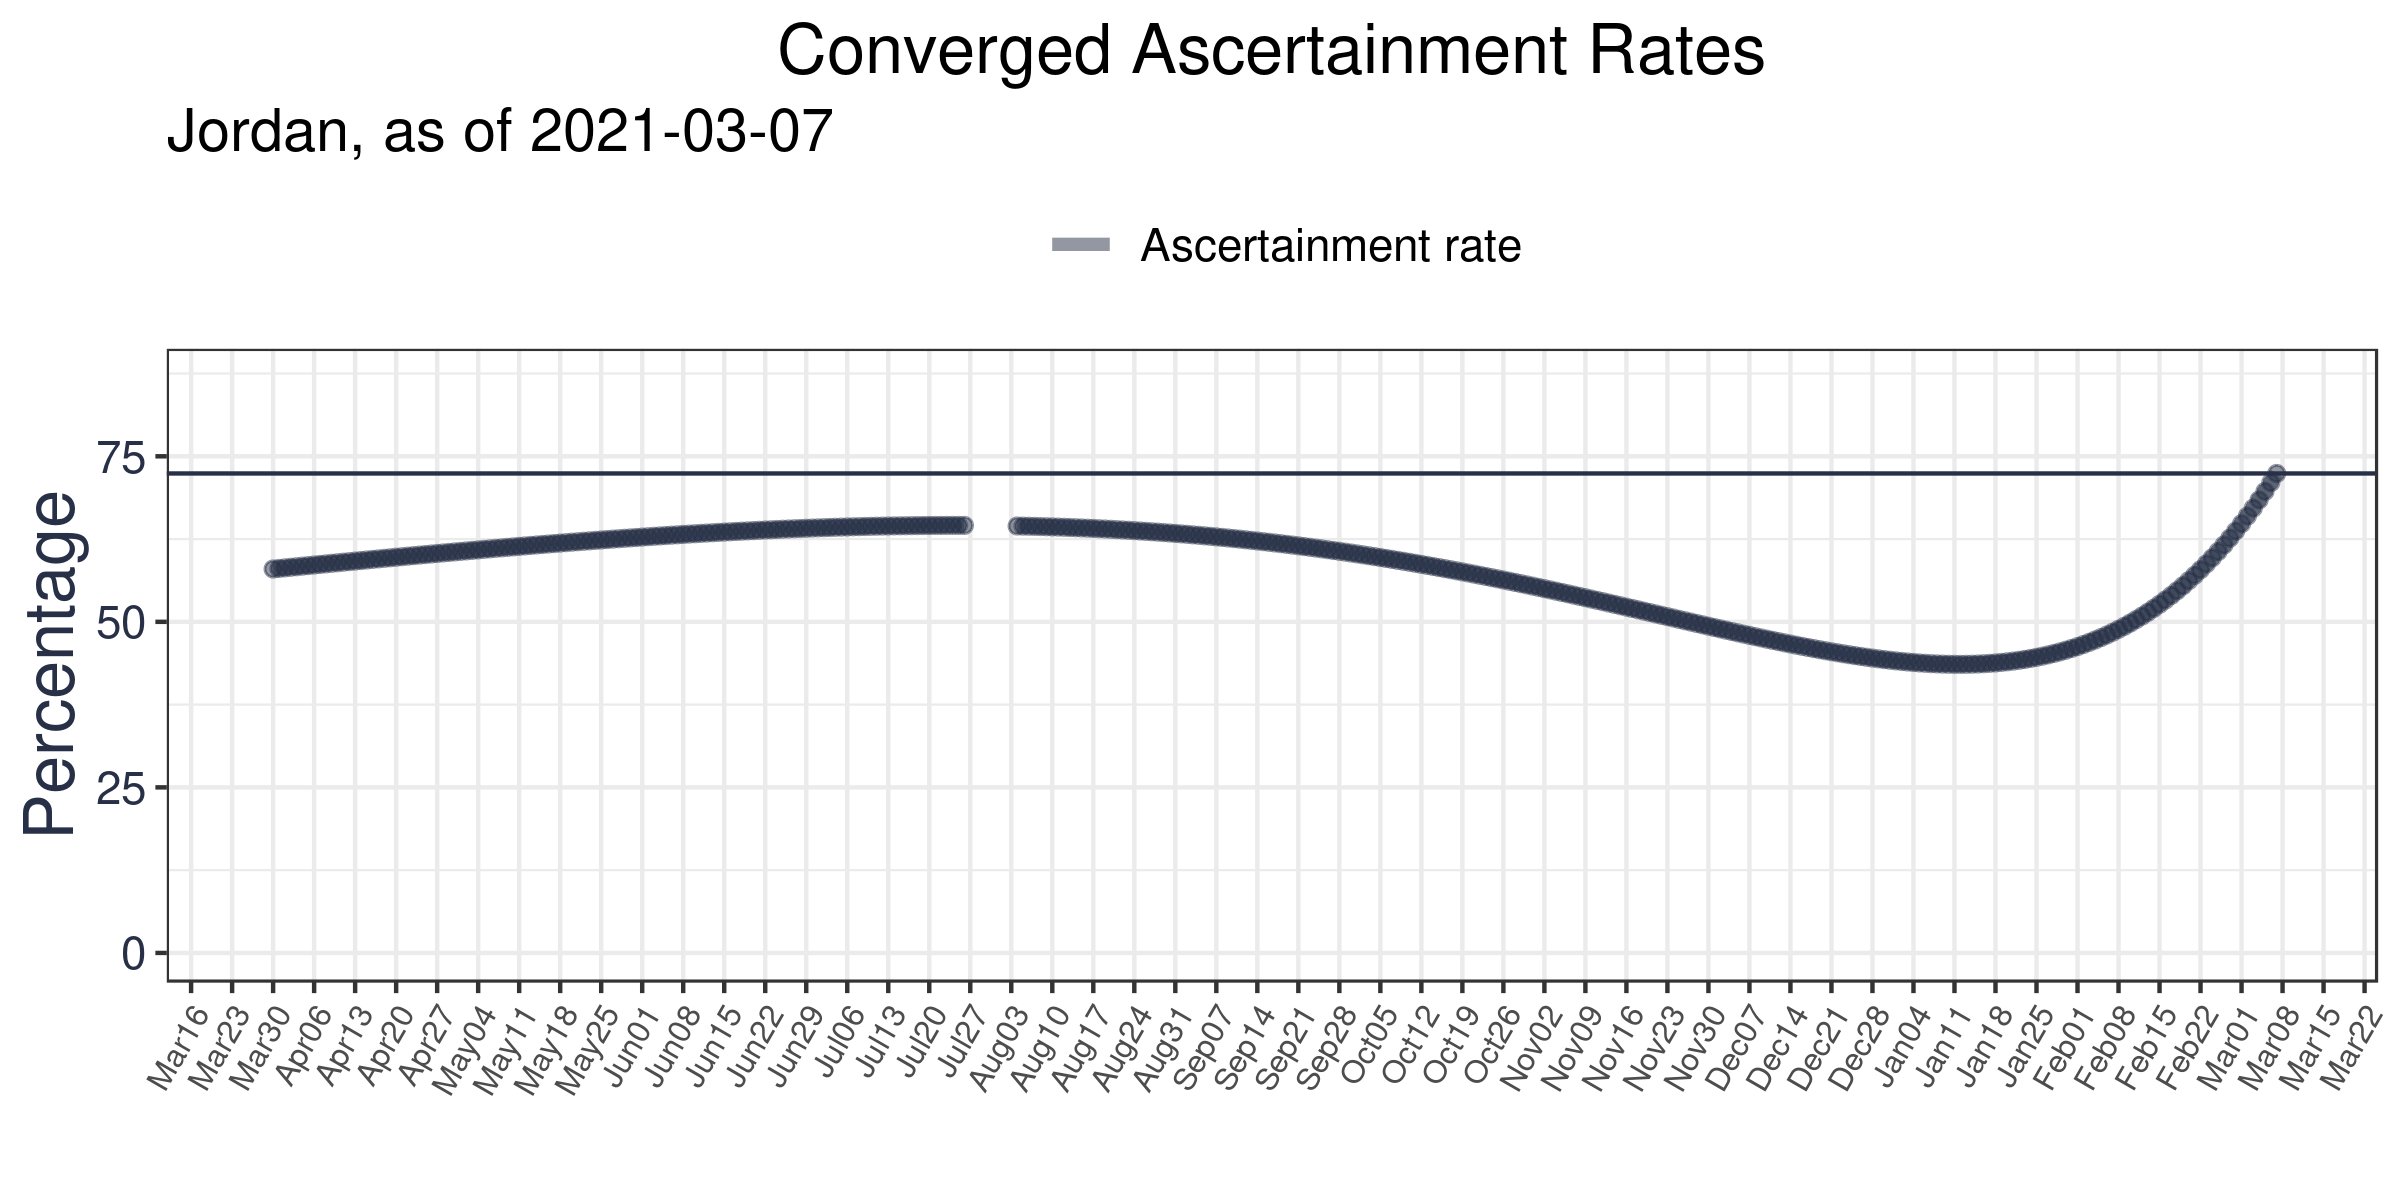 Converged Ascertainment Rates
Jordan, as of 2021-03-07
Ascertainment rate
Percentage
75
50
25
0
Mar16 Mar23 Mar30 Apr06 Apr13 Apr20 Apr27 May04 May11 May18 May25 Jun01 Jun08 Jun15 Jun22 Jun29 Jul06 Jul13 Jul20 Jul27 Aug03 Aug10 Aug17 Aug24 Aug31 Sep07 Sep14 Sep21 Sep28 Oct05 Oct12 Oct19 Oct26 Nov02 Nov09 Nov16 Nov23 Nov30 Dec07 Dec14 Dec21 Dec28 Jan04 Jan11 Jan18 Jan25 Feb01 Feb08 Feb15 Feb22 Mar01 Mar08 Mar15 Mar22